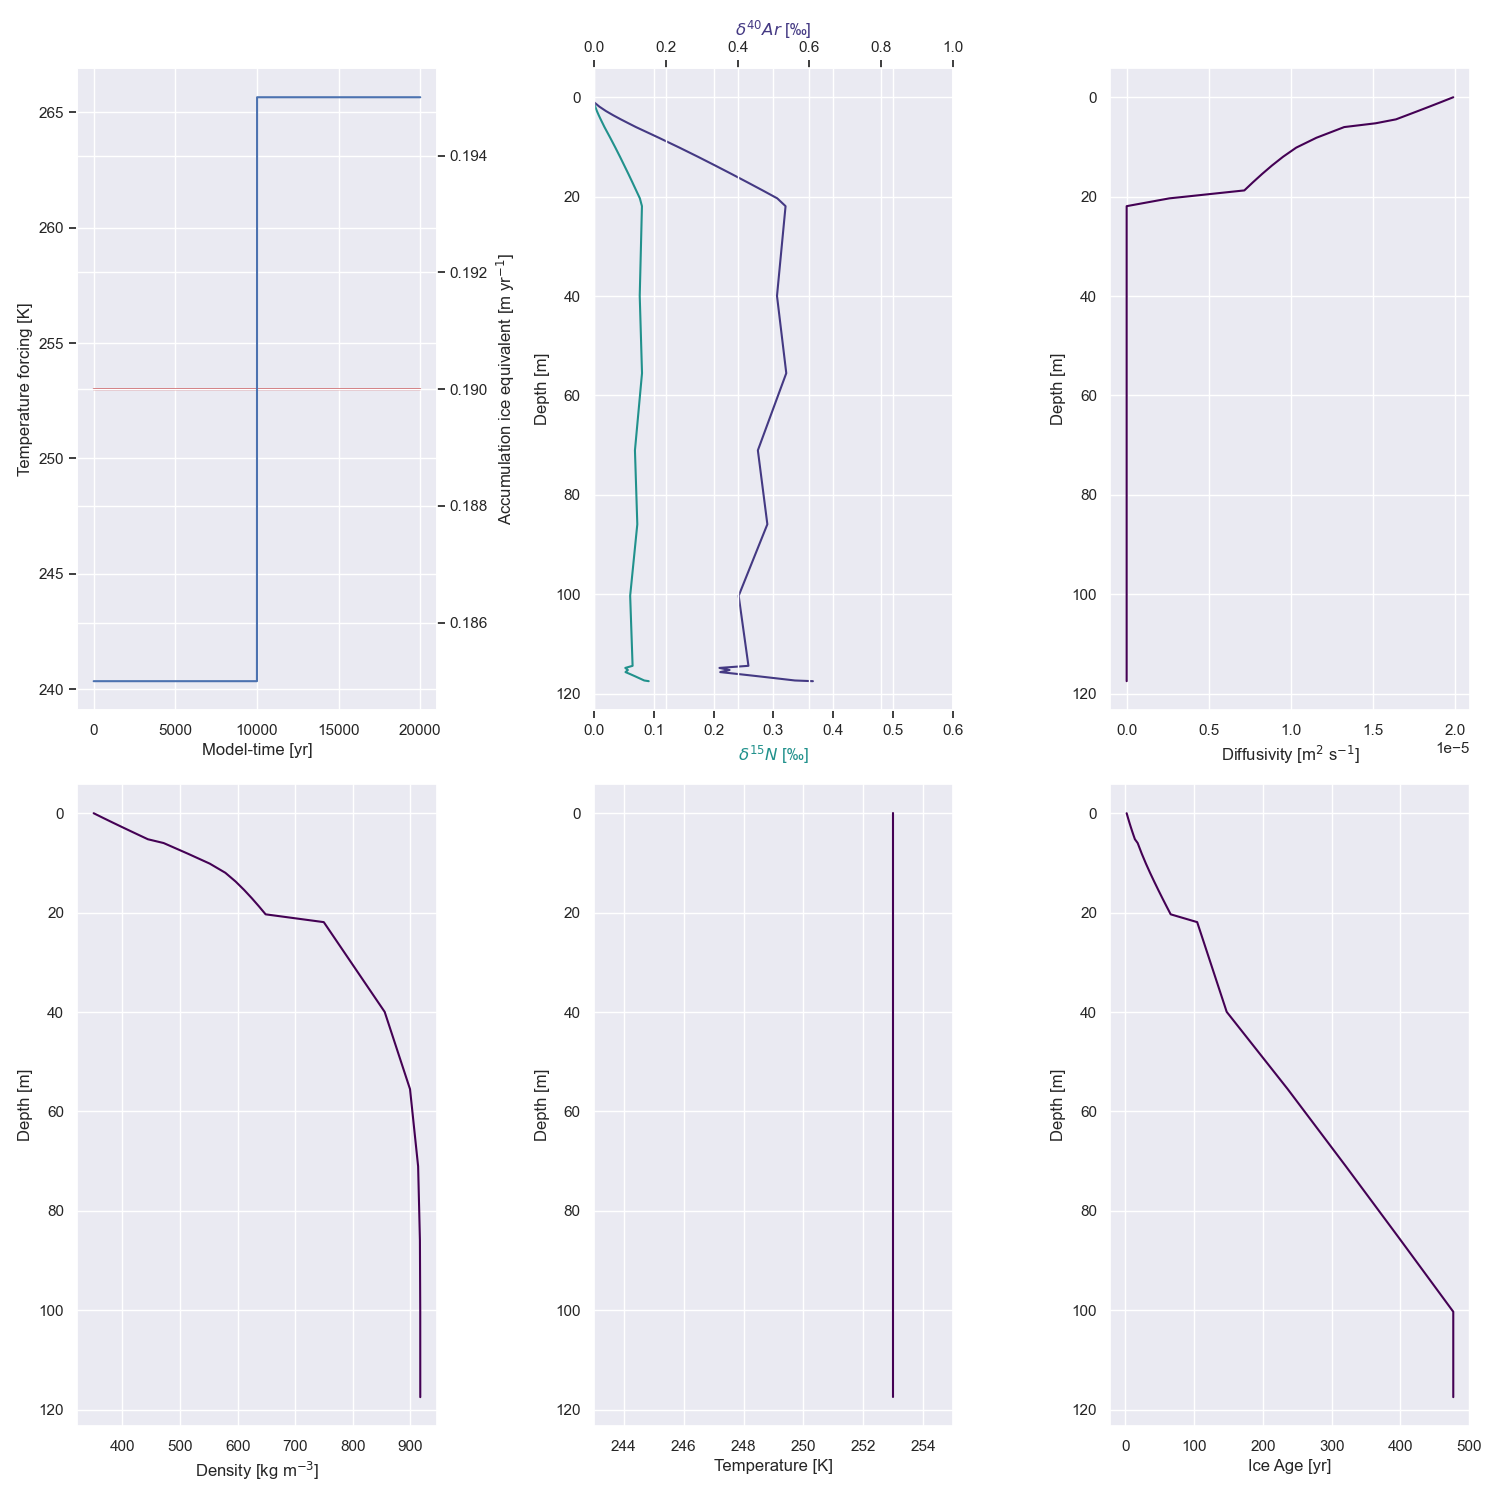 δ⁴⁰Ar [‰]
0.0 0.2 0.4 0.6 0.8 1.0
265
260
255
250
245
240
Temperature forcing [K]
0.194
0.192
0.190
0.188
0.186
Accumulation ice equivalent [m yr⁻¹]
0 5000 10000 15000 20000
Model-time [yr]
0
20
40
60
80
100
120
Depth [m]
0.0 0.1 0.2 0.3 0.4 0.5 0.6
δ¹⁵N [‰]
0
20
40
60
80
100
120
Depth [m]
0.0 0.5 1.0 1.5 2.0
1e−5
Diffusivity [m² s⁻¹]
0
20
40
60
80
100
120
Depth [m]
400 500 600 700 800 900
Density [kg m⁻³]
0
20
40
60
80
100
120
Depth [m]
244 246 248 250 252 254
Temperature [K]
0
20
40
60
80
100
120
Depth [m]
0 100 200 300 400 500
Ice Age [yr]